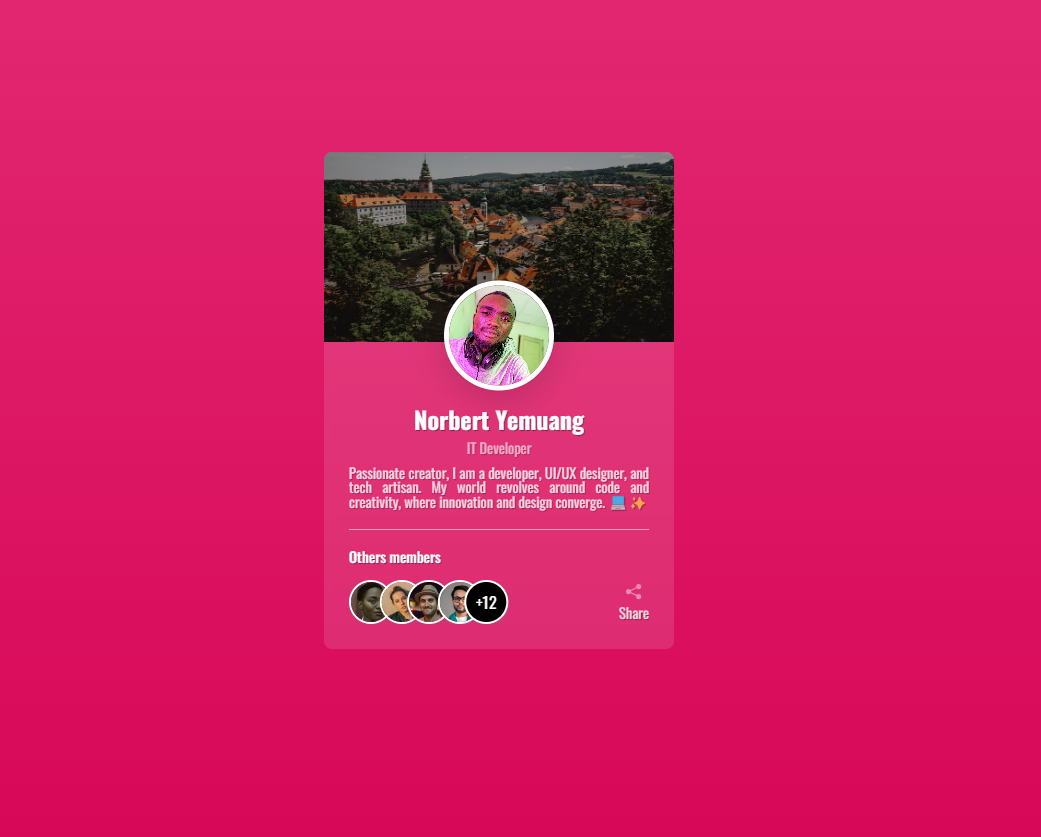 Norbert Yemuang
IT Developer
Passionate creator, I am a developer, UI/UX designer, and
tech artisan. My world revolves around code and
creativity, where innovation and design converge. 💻 ✨
Others members
+12
Share